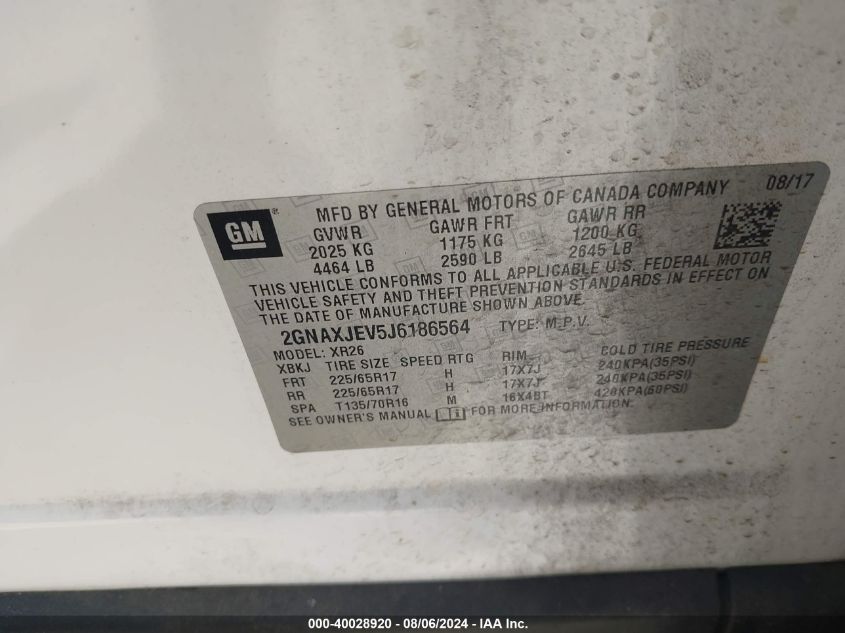 GM ® MFD BY GENERAL MOTORS OF CANADA COMPANY 08/17
GVWR GAWR FRT GAWR RR
2025 KG 1175 KG 1200 KG
4464 LB 2590 LB 2645 LB
THIS VEHICLE CONFORMS TO ALL APPLICABLE U.S. FEDERAL MOTOR
VEHICLE SAFETY AND THEFT PREVENTION STANDARDS IN EFFECT ON
THE DATE OF MANUFACTURE SHOWN ABOVE.
2GNAXJEV5J6186564 TYPE: M.P.V.
MODEL: XR26
XBKJ TIRE SIZE SPEED RTG RIM COLD TIRE PRESSURE
FRT 225/65R17 H 17X7J 240KPA(35PSI)
RR 225/65R17 H 17X7J 240KPA(35PSI)
SPA T135/70R16 M 16X4BT 420KPA(60PSI)
SEE OWNER'S MANUAL FOR MORE INFORMATION.
000-40028920 - 08/06/2024 - IAA Inc.